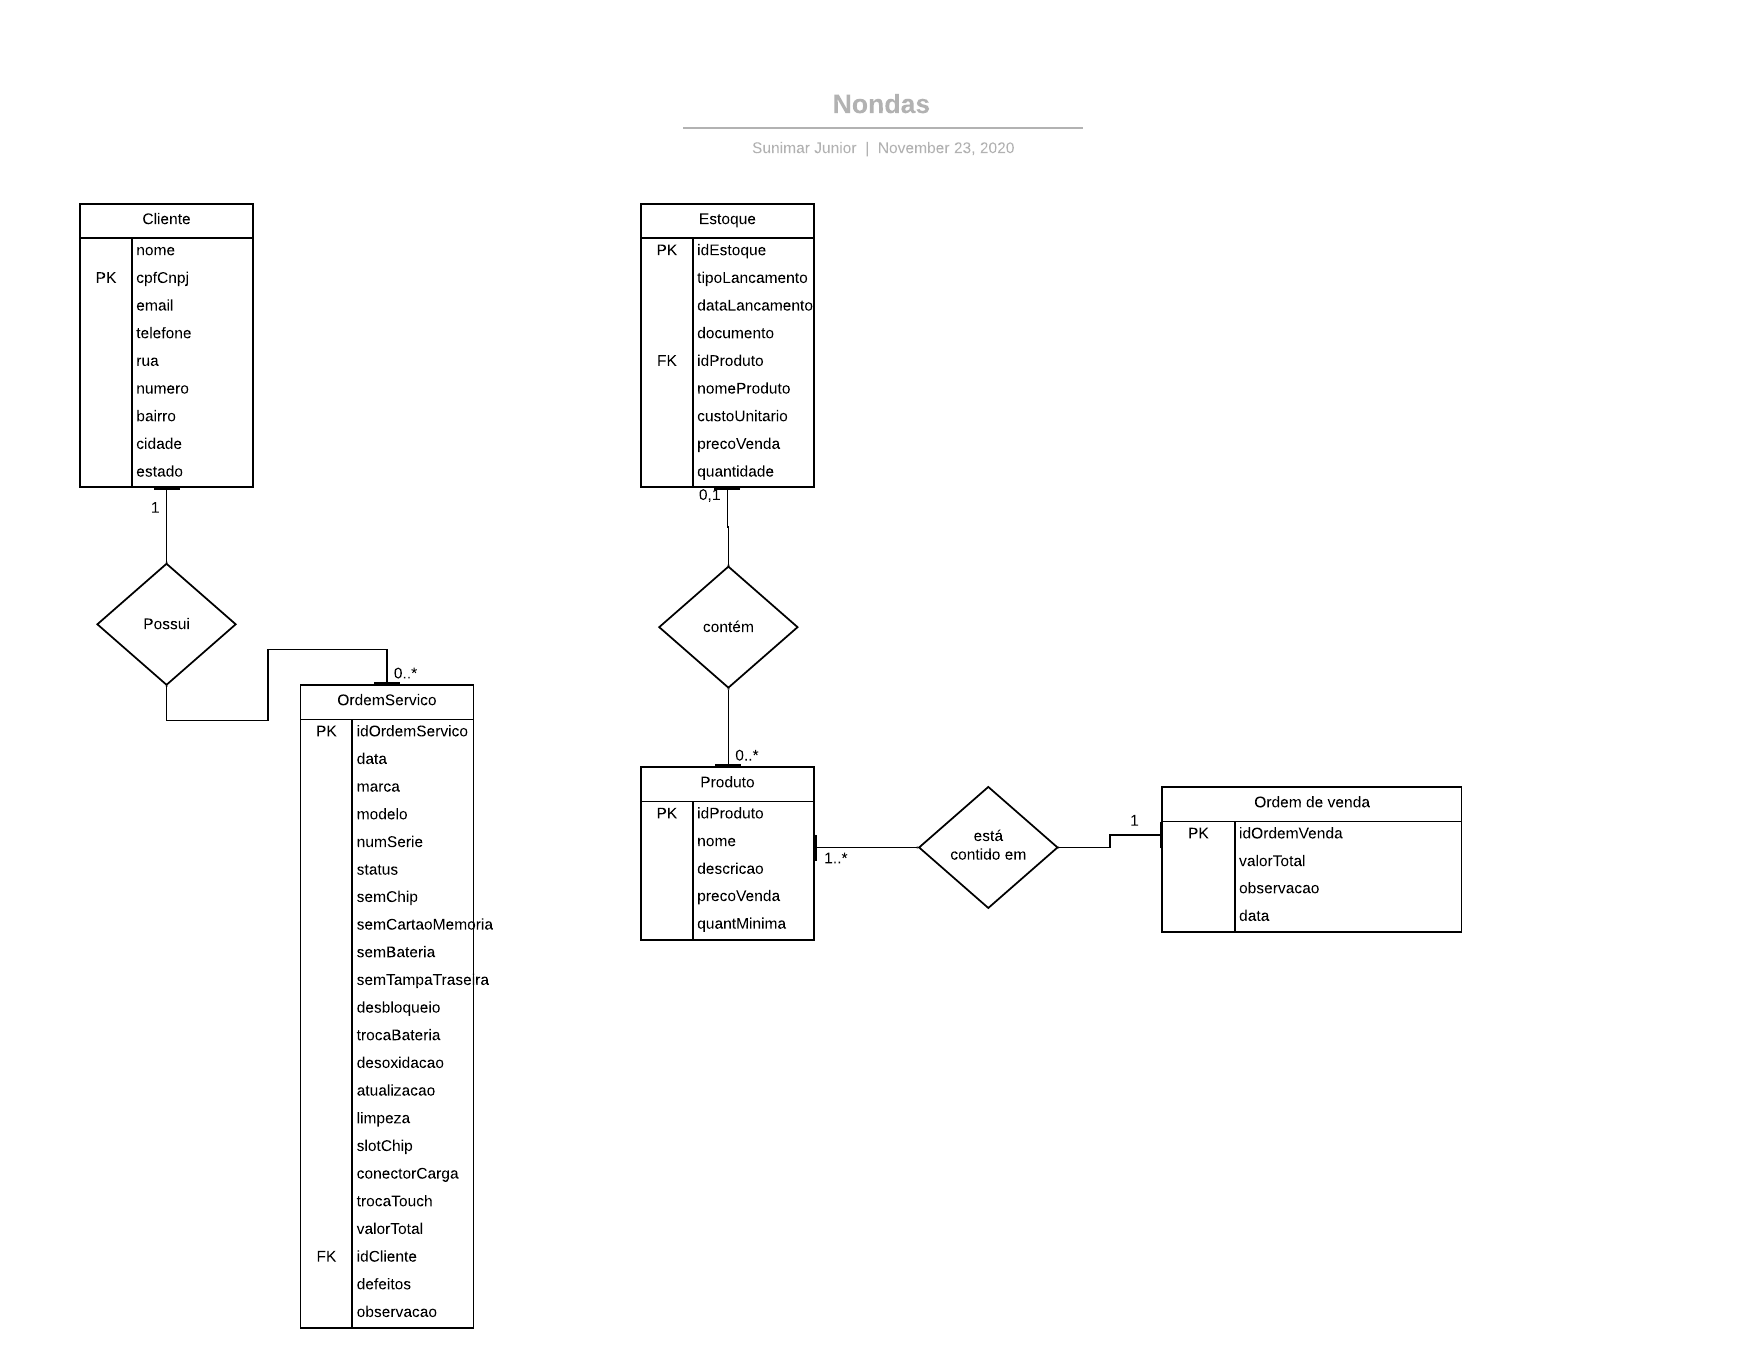 Nondas
Sunimar Junior | November 23, 2020
Cliente
nome
PK cpfCnpj
email
telefone
rua
numero
bairro
cidade
estado
1
Possui
0..*
OrdemServico
PK idOrdemServico
data
marca
modelo
numSerie
status
semChip
semCartaoMemoria
semBateria
semTampaTraseira
desbloqueio
trocaBateria
desoxidacao
atualizacao
limpeza
slotChip
conectorCarga
trocaTouch
valorTotal
FK idCliente
defeitos
observacao
Estoque
PK idEstoque
tipoLancamento
dataLancamento
documento
FK idProduto
nomeProduto
custoUnitario
precoVenda
quantidade
0,1
contém
0..*
Produto
PK idProduto
nome
descricao
precoVenda
quantMinima
1..*
está
contido em
1
Ordem de venda
PK idOrdemVenda
valorTotal
observacao
data